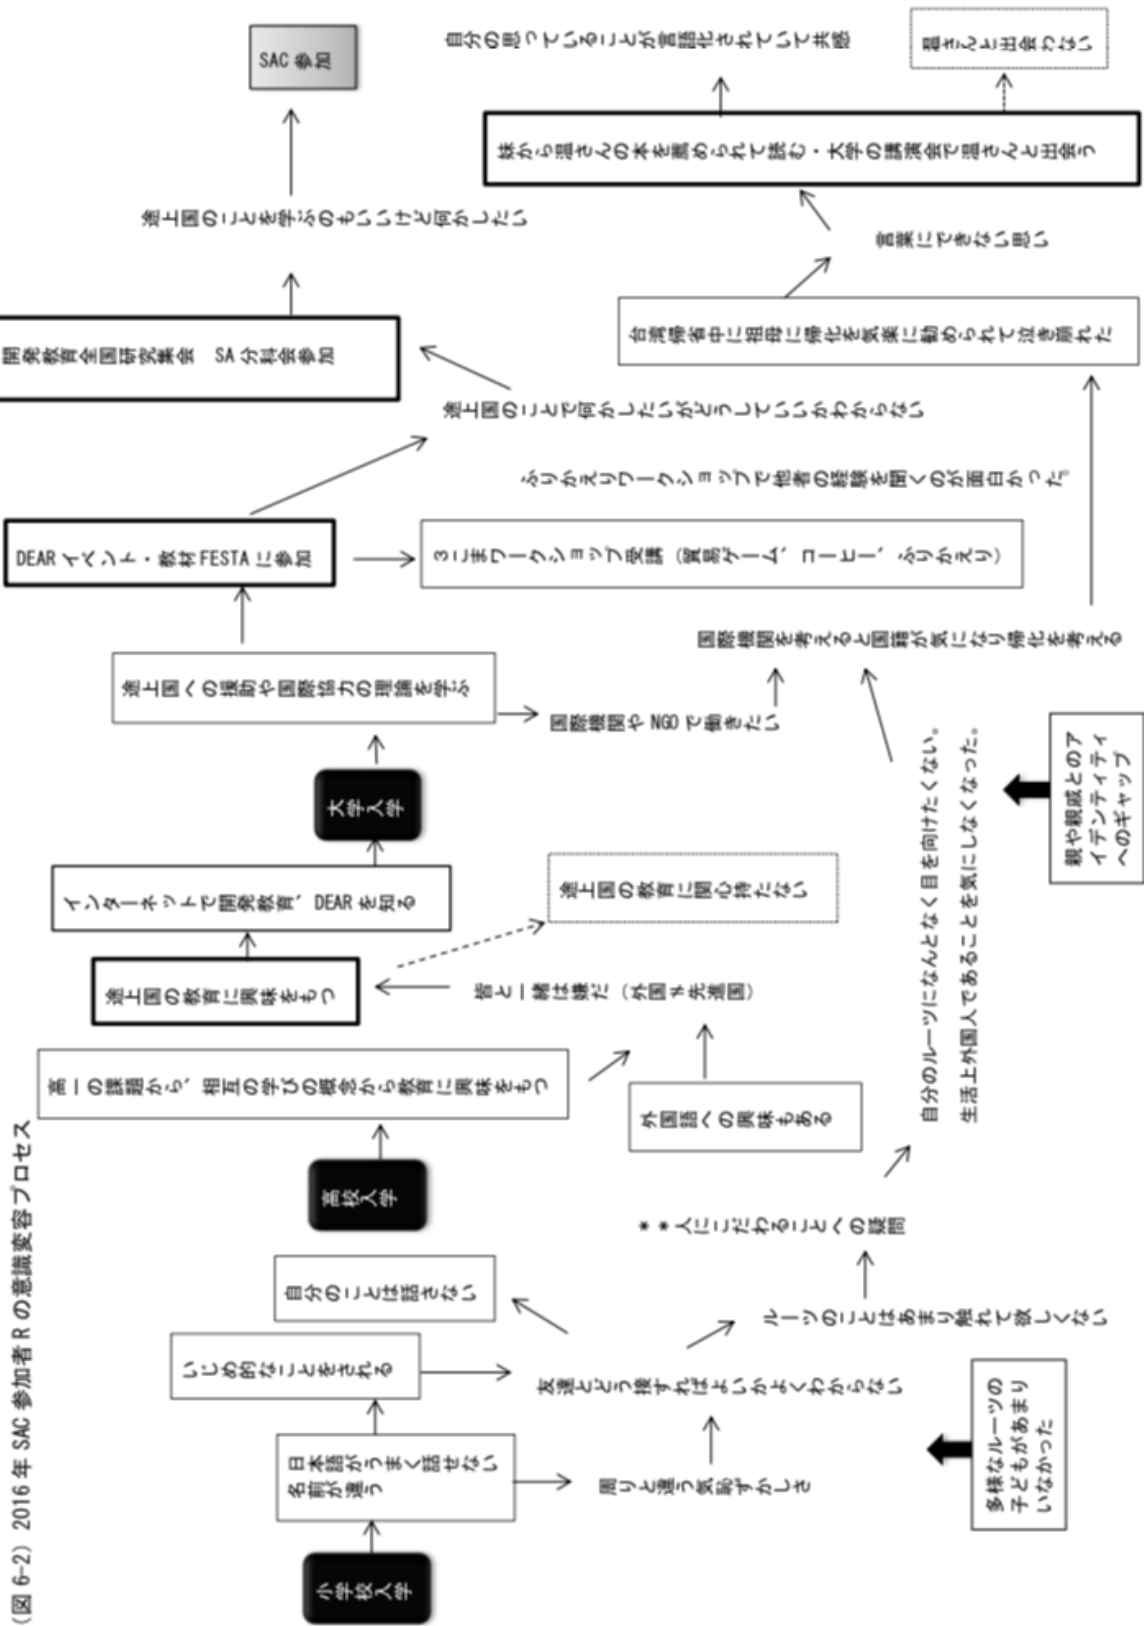 (図 6-2) 2016 年 SAC 参加者 R の意識変容プロセス
小学校入学
日本語がうまく話せない
名前が違う
周りと違う気恥ずかしさ
いじめ的なことをされる
友達とどう接すればよいかよくわからない
多様なルーツの
子どもがあまり
いなかった
自分のことは話さない
ルーツのことはあまり触れて欲しくない
**人にこだわることへの疑問
高校入学
高一の課題から、相互の学びの概念から教育に興味をもつ
外国語への興味もある
自分のルーツになんとなく目を向けたくない。
生活上外国人であることを気にしなくなった。
途上国の教育に興味をもつ
皆と一緒は嫌だ（外国≠先進国）
インターネットで開発教育、DEAR を知る
途上国の教育に関心持たない
大学入学
親や親戚とのア
イデンティティ
へのギャップ
途上国への援助や国際協力の理論を学ぶ
国際機関や NGO で働きたい
国際機関を考えると国籍が気になり帰化を考える
DEAR イベント・教材 FESTA に参加
3こまワークショップ受講（貿易ゲーム、コーヒー、ふりかえり）
ふりかえりワークショップで他者の経験を聞くのが面白かった。
途上国のことで何かしたいがどうしていいかわからない
開発教育全国研究集会　SA 分科会参加
台湾帰省中に祖母に帰化を気楽に勧められて泣き崩れた
途上国のことを学ぶのもいいけど何かしたい
言葉にできない思い
妹から温さんの本を薦められて読む・大学の講演会で温さんと出会う
SAC 参加
自分の思っていることが言語化されていて共感
温さんと出会わない